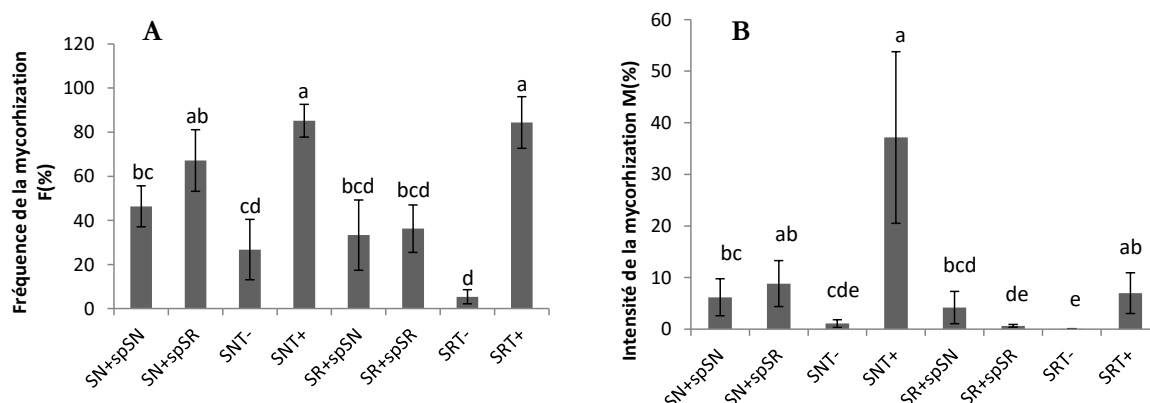 A
Fréquence de la mycorhization
F(%)
120
100
80
60
40
20
0
bc
ab
cd
a
bcd
bcd
d
a
SN+spSN
SN+spSR
SNT-
SNT+
SR+spSN
SR+spSR
SRT-
SRT+
B
Intensité de la mycorhization M(%)
60
50
40
30
20
10
0
bc
ab
cde
a
bcd
de
e
ab
SN+spSN
SN+spSR
SNT-
SNT+
SR+spSN
SR+spSR
SRT-
SRT+